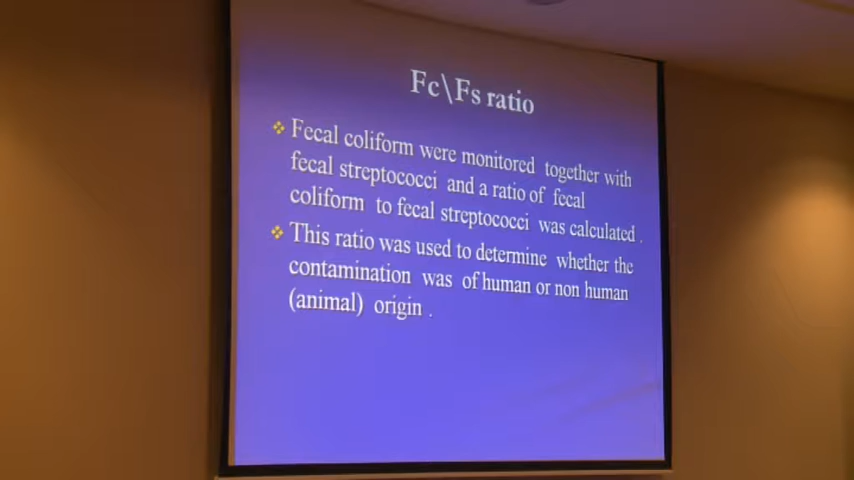 Fc\Fs ratio
Fecal coliform were monitored together with
fecal streptococci and a ratio of fecal
coliform to fecal streptococci was calculated .
This ratio was used to determine whether the
contamination was of human or non human
(animal) origin .